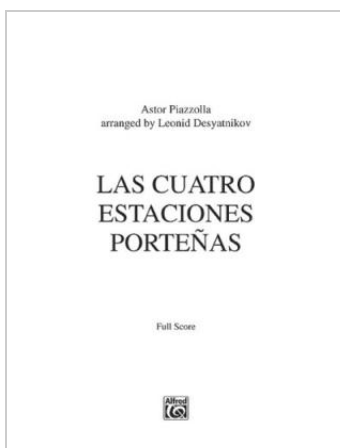 Astor Piazzolla
arranged by Leonid Desyatnikov
LAS CUATRO
ESTACIONES
PORTEÑAS
Full Score
Alfred